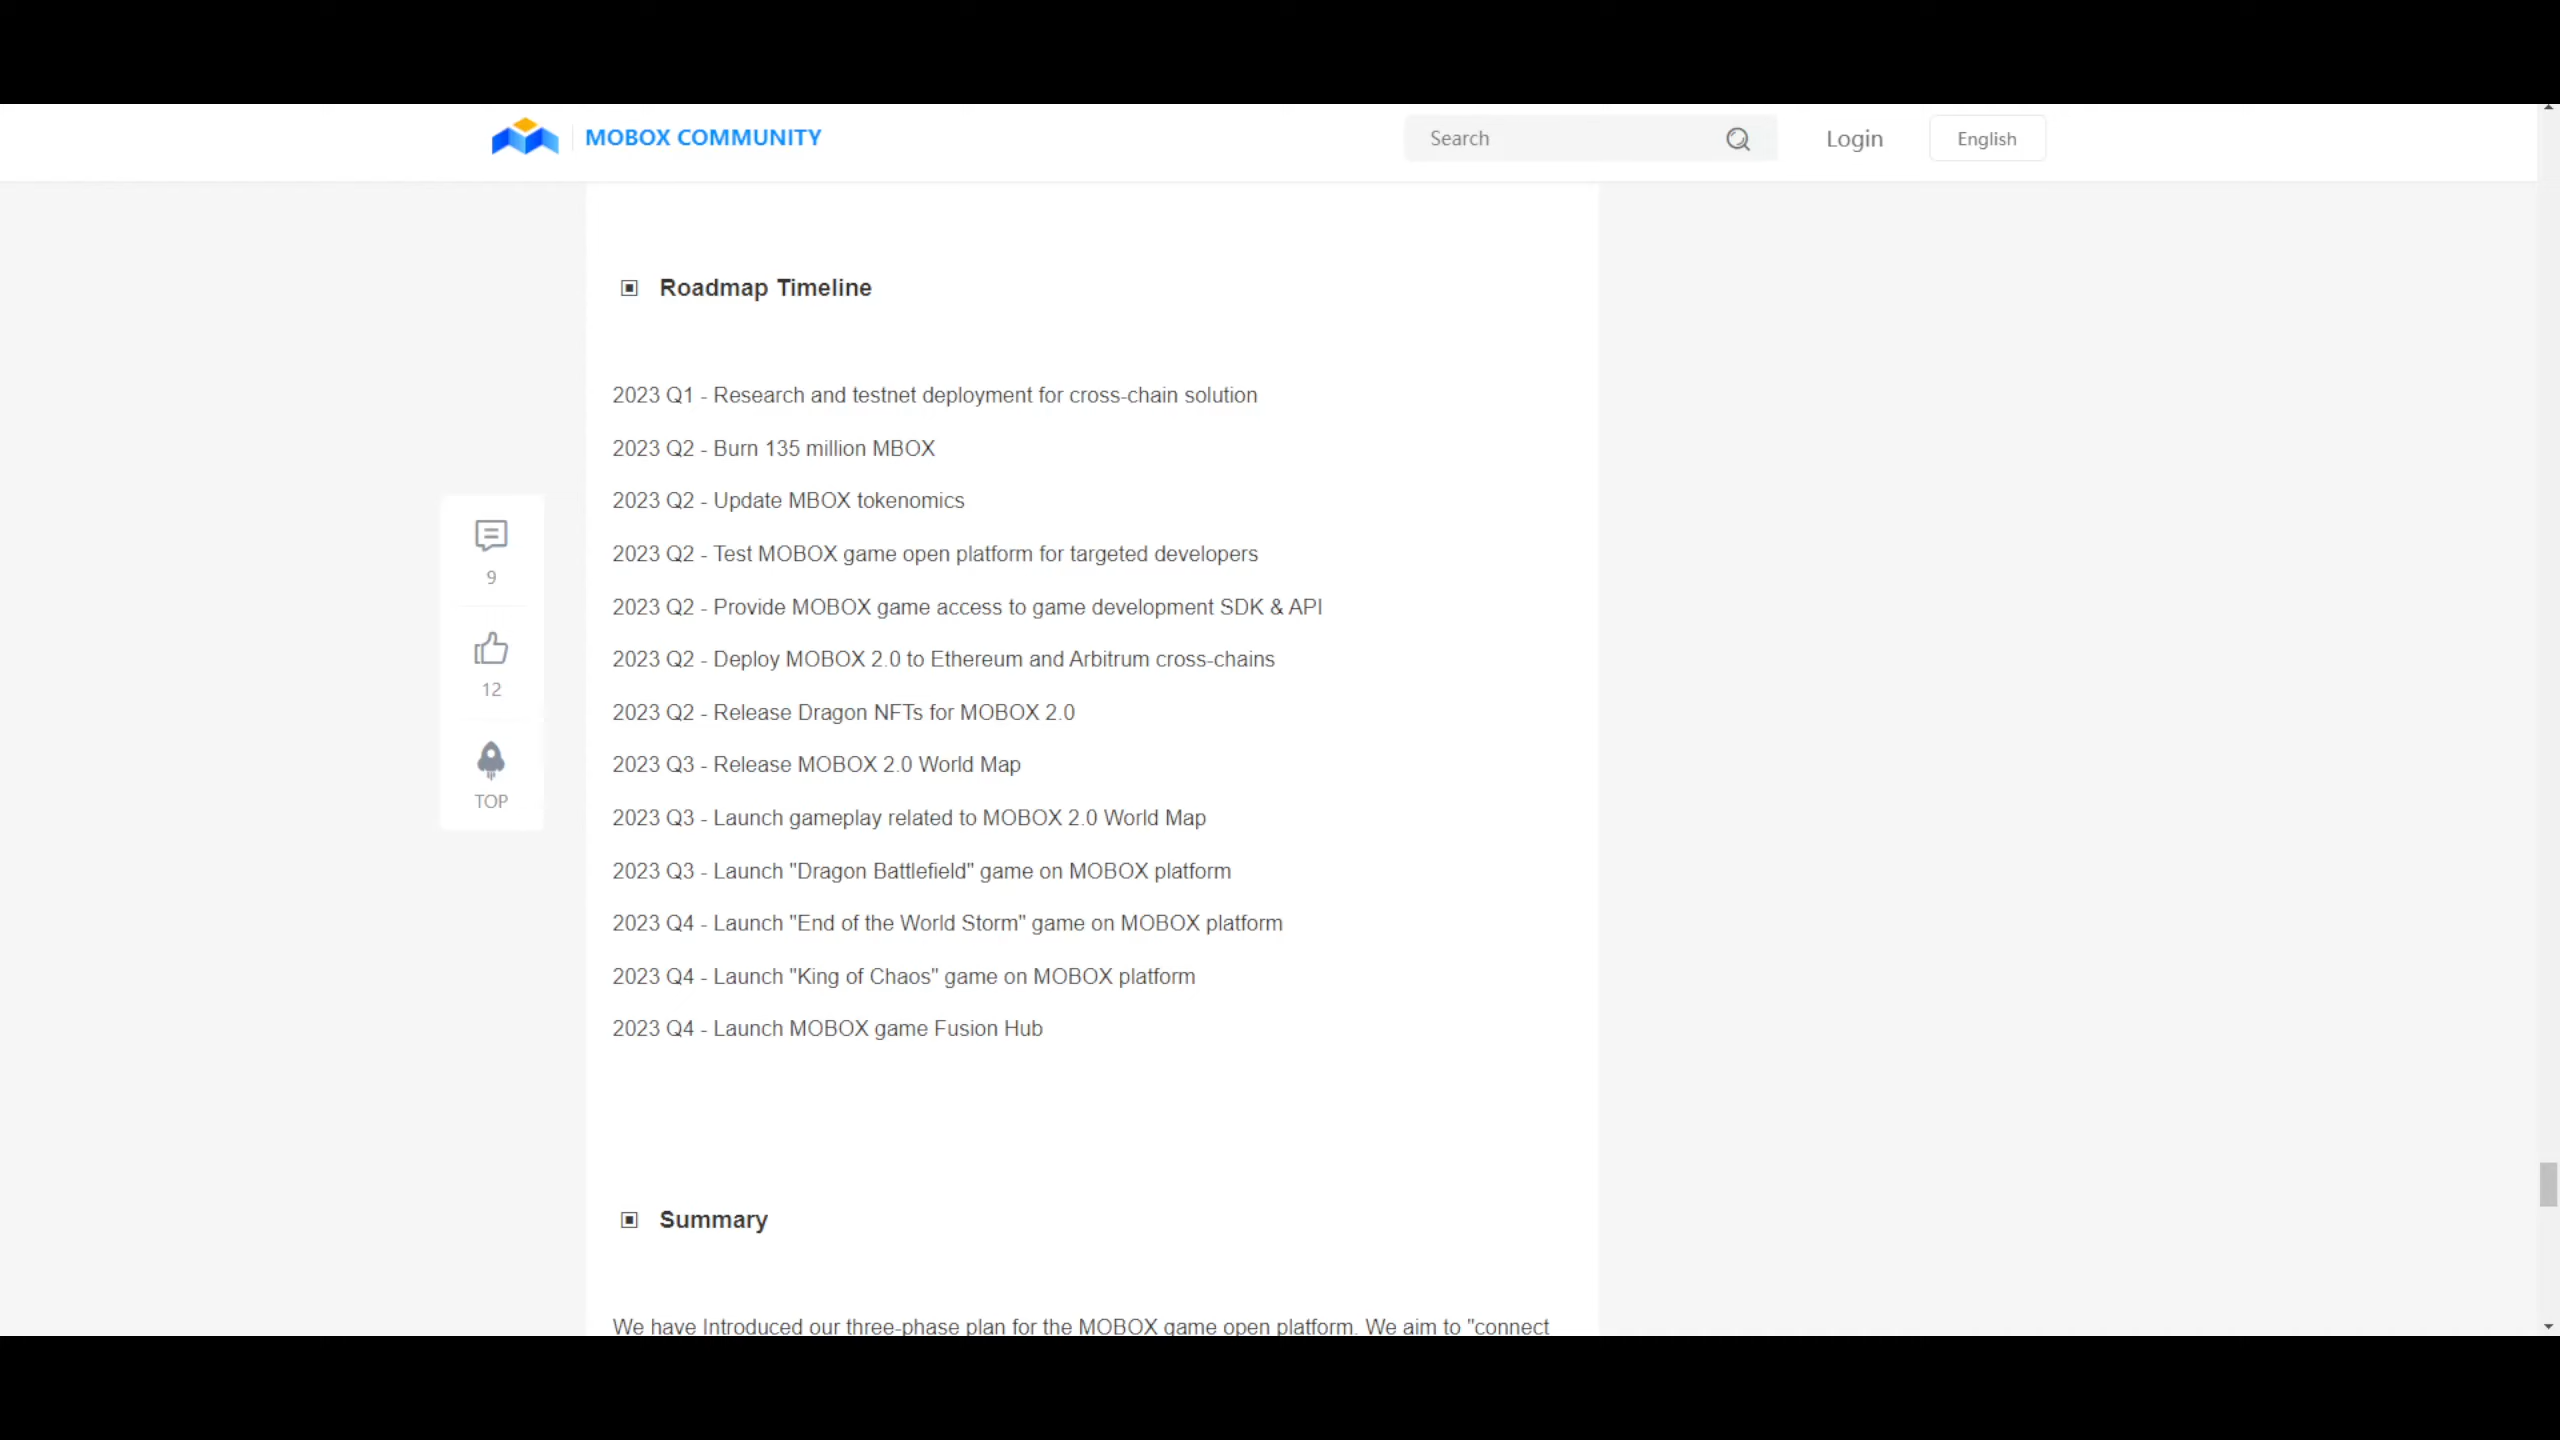 MOBOX COMMUNITY
Search
Login
English
Roadmap Timeline
2023 Q1 - Research and testnet deployment for cross-chain solution
2023 Q2 - Burn 135 million MBOX
2023 Q2 - Update MBOX tokenomics
2023 Q2 - Test MOBOX game open platform for targeted developers
2023 Q2 - Provide MOBOX game access to game development SDK & API
2023 Q2 - Deploy MOBOX 2.0 to Ethereum and Arbitrum cross-chains
2023 Q2 - Release Dragon NFTs for MOBOX 2.0
2023 Q3 - Release MOBOX 2.0 World Map
2023 Q3 - Launch gameplay related to MOBOX 2.0 World Map
2023 Q3 - Launch "Dragon Battlefield" game on MOBOX platform
2023 Q4 - Launch "End of the World Storm" game on MOBOX platform
2023 Q4 - Launch "King of Chaos" game on MOBOX platform
2023 Q4 - Launch MOBOX game Fusion Hub
9
12
TOP
Summary
We have Introduced our three-phase plan for the MOBOX game open platform. We aim to "connect